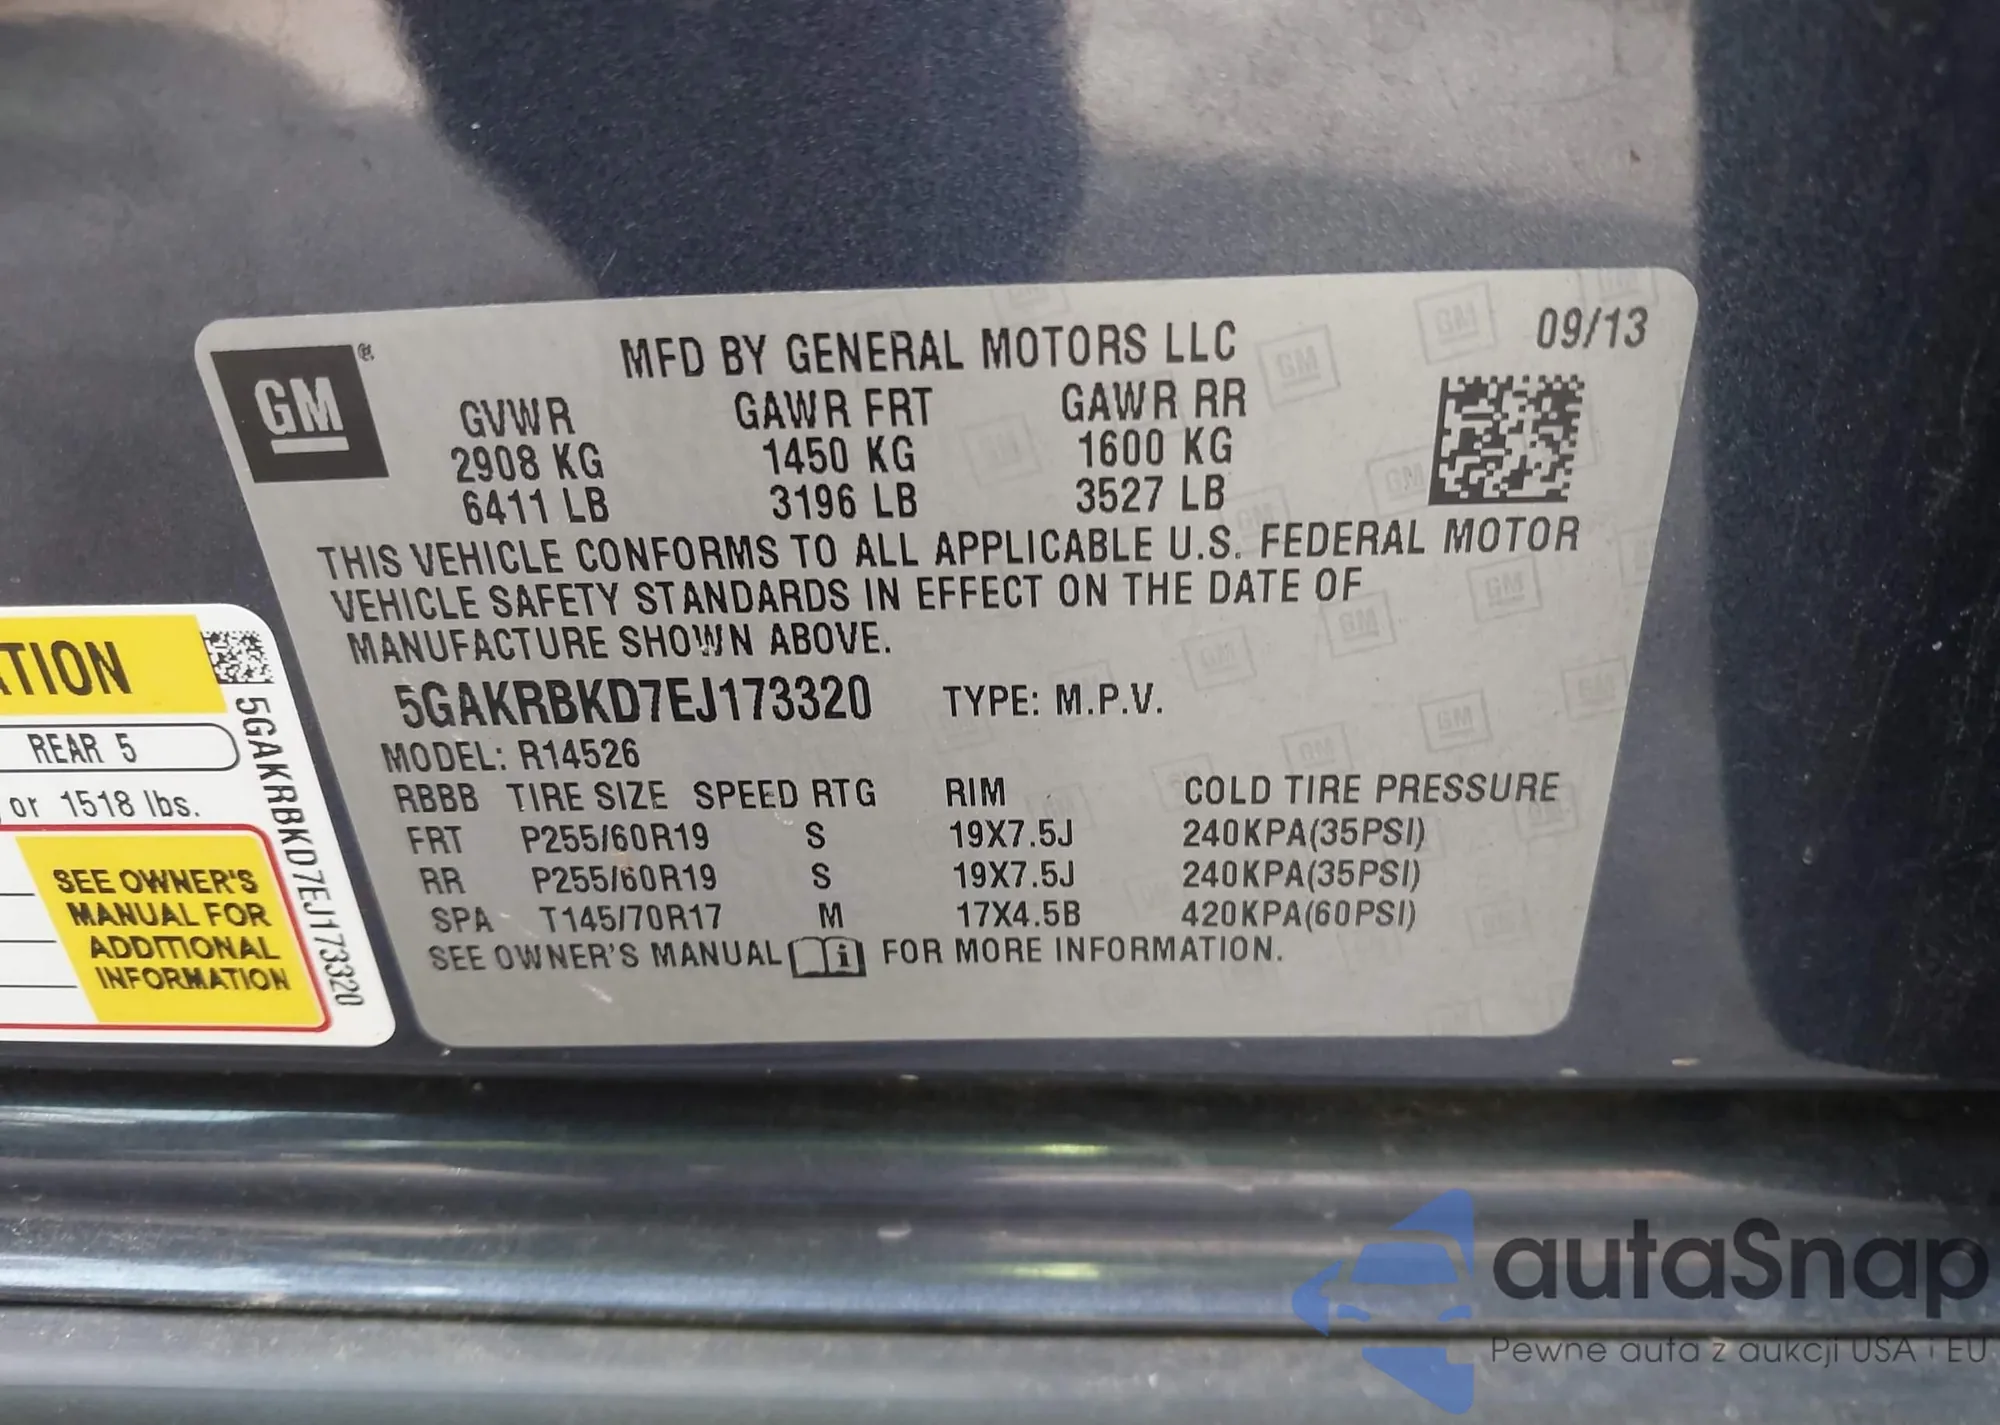 GM
®
MFD BY GENERAL MOTORS LLC
09/13
GVWR GAWR FRT GAWR RR
2908 KG 1450 KG 1600 KG
6411 LB 3196 LB 3527 LB
THIS VEHICLE CONFORMS TO ALL APPLICABLE U.S. FEDERAL MOTOR
VEHICLE SAFETY STANDARDS IN EFFECT ON THE DATE OF
MANUFACTURE SHOWN ABOVE.
5GAKRBKD7EJ173320 TYPE: M.P.V.
MODEL: R14526
RBBB TIRE SIZE SPEED RTG RIM COLD TIRE PRESSURE
FRT P255/60R19 S 19X7.5J 240KPA(35PSI)
RR P255/60R19 S 19X7.5J 240KPA(35PSI)
SPA T145/70R17 M 17X4.5B 420KPA(60PSI)
SEE OWNER'S MANUAL i FOR MORE INFORMATION.
ATION
REAR 5
or 1518 lbs.
SEE OWNER'S
MANUAL FOR
ADDITIONAL
INFORMATION
5GAKRBKD7EJ173320
autaSnap
Pewne auta z aukcji USA i EU